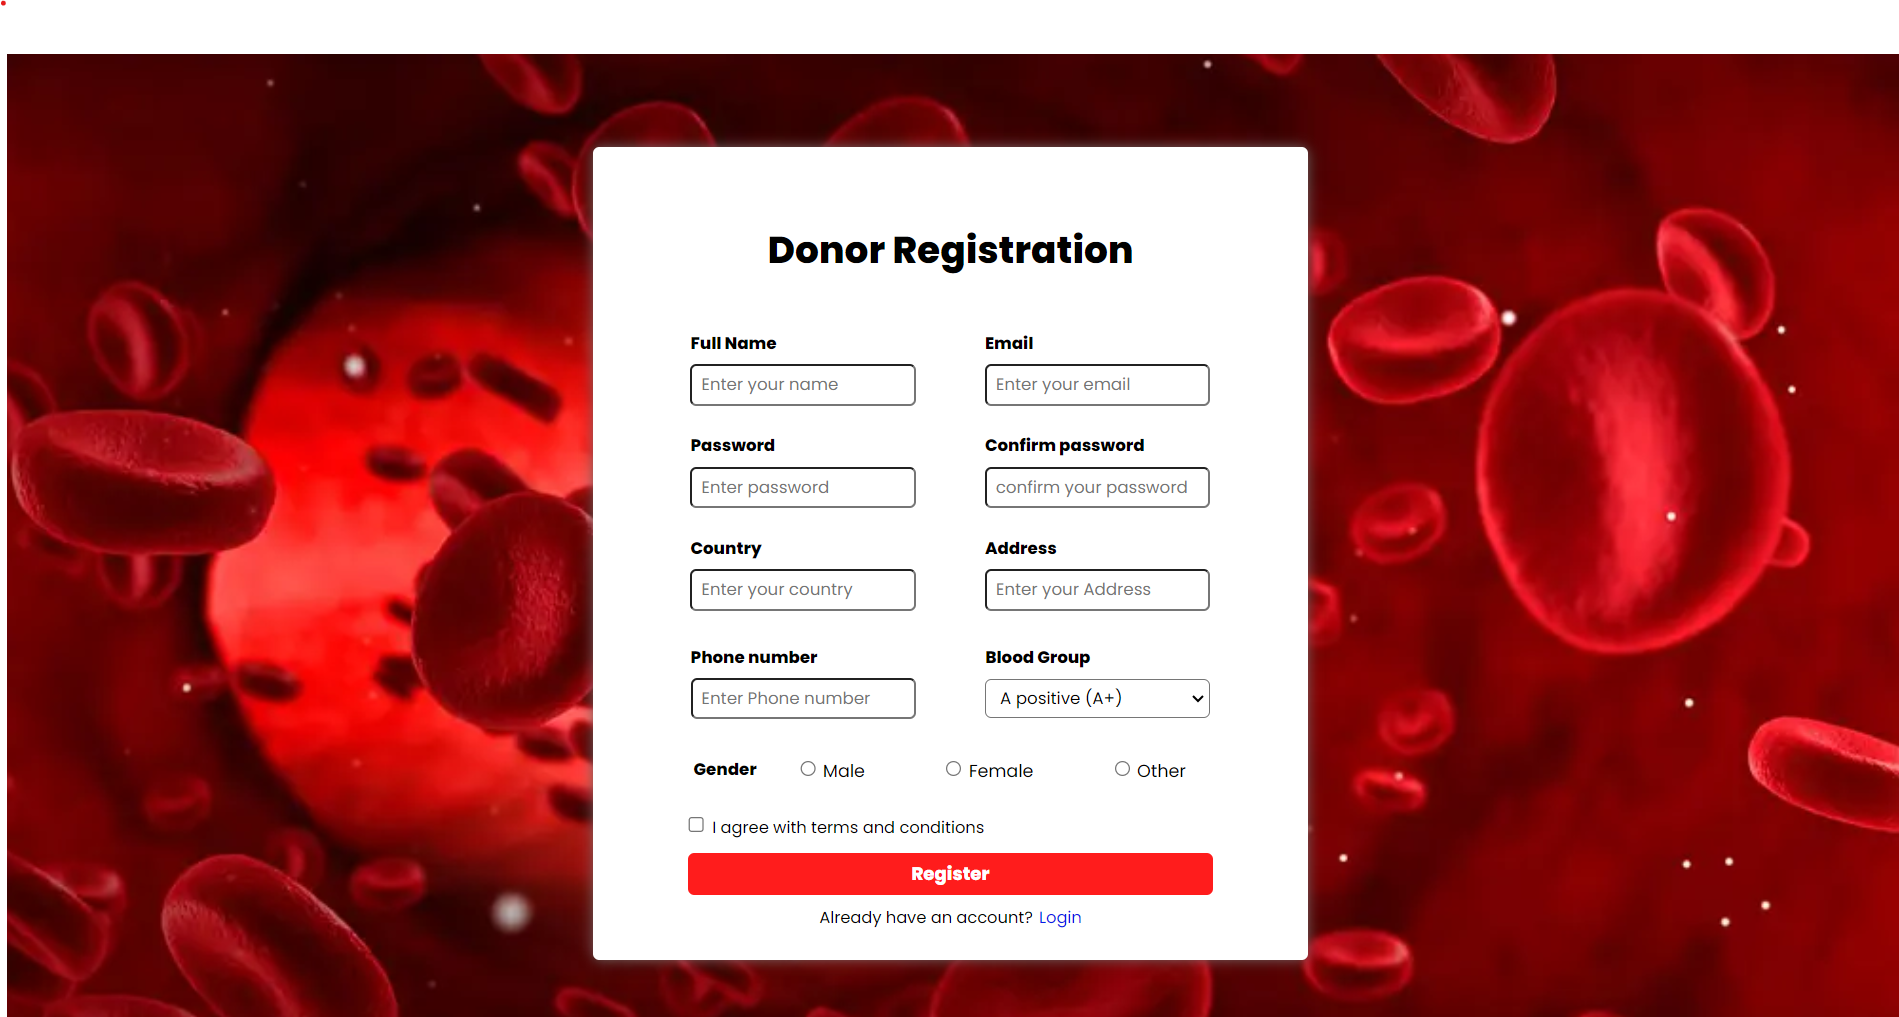 Donor Registration
Full Name Email
Enter your name Enter your email
Password Confirm password
Enter password confirm your password
Country Address
Enter your country Enter your Address
Phone number Blood Group
Enter Phone number A positive (A+)
Gender Male Female Other
I agree with terms and conditions
Register
Already have an account? Login